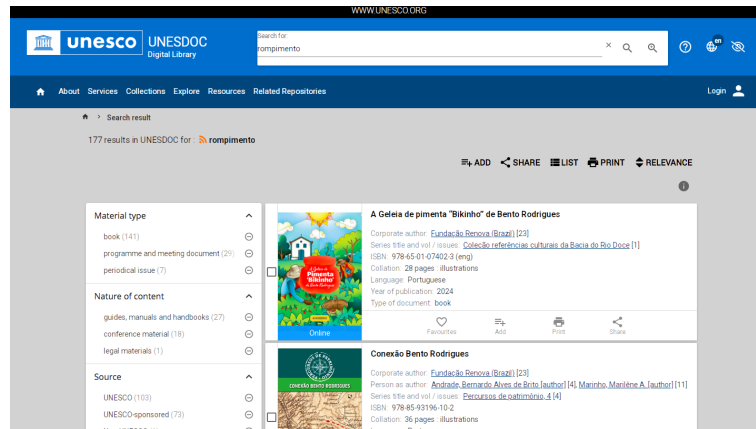 WWW.UNESCO.ORG
unesco
UNESDOC
Digital Library
Search for:
rompimento
en
About Services Collections Explore Resources Related Repositories
Login
Search result
177 results in UNESDOC for : rompimento
ADD SHARE LIST PRINT RELEVANCE
Material type
book (141)
programme and meeting document (29)
periodical issue (7)
Nature of content
guides, manuals and handbooks (27)
conference material (18)
legal materials (1)
Source
UNESCO (103)
UNESCO-sponsored (73)
A Geleia de Pimenta 'Bikinho'
de Bento Rodrigues
Online
A Geleia de pimenta “Bikinho” de Bento Rodrigues
Corporate author: Fundação Renova (Brazil) [23]
Series title and vol / issues: Coleção referências culturais da Bacia do Rio Doce [1]
ISBN: 978-65-01-07402-3 (eng)
Collation: 28 pages : illustrations
Language: Portuguese
Year of publication: 2024
Type of document: book
Favourites Add Print Share
CONEXÃO BENTO RODRIGUES
Conexão Bento Rodrigues
Corporate author: Fundação Renova (Brazil) [23]
Person as author: Andrade, Bernardo Alves de Brito [author] [4], Marinho, Marilène A. [author] [11]
Series title and vol / issues: Percursos de patrimônio, 4 [4]
ISBN: 978-85-93196-10-2
Collation: 36 pages : illustrations